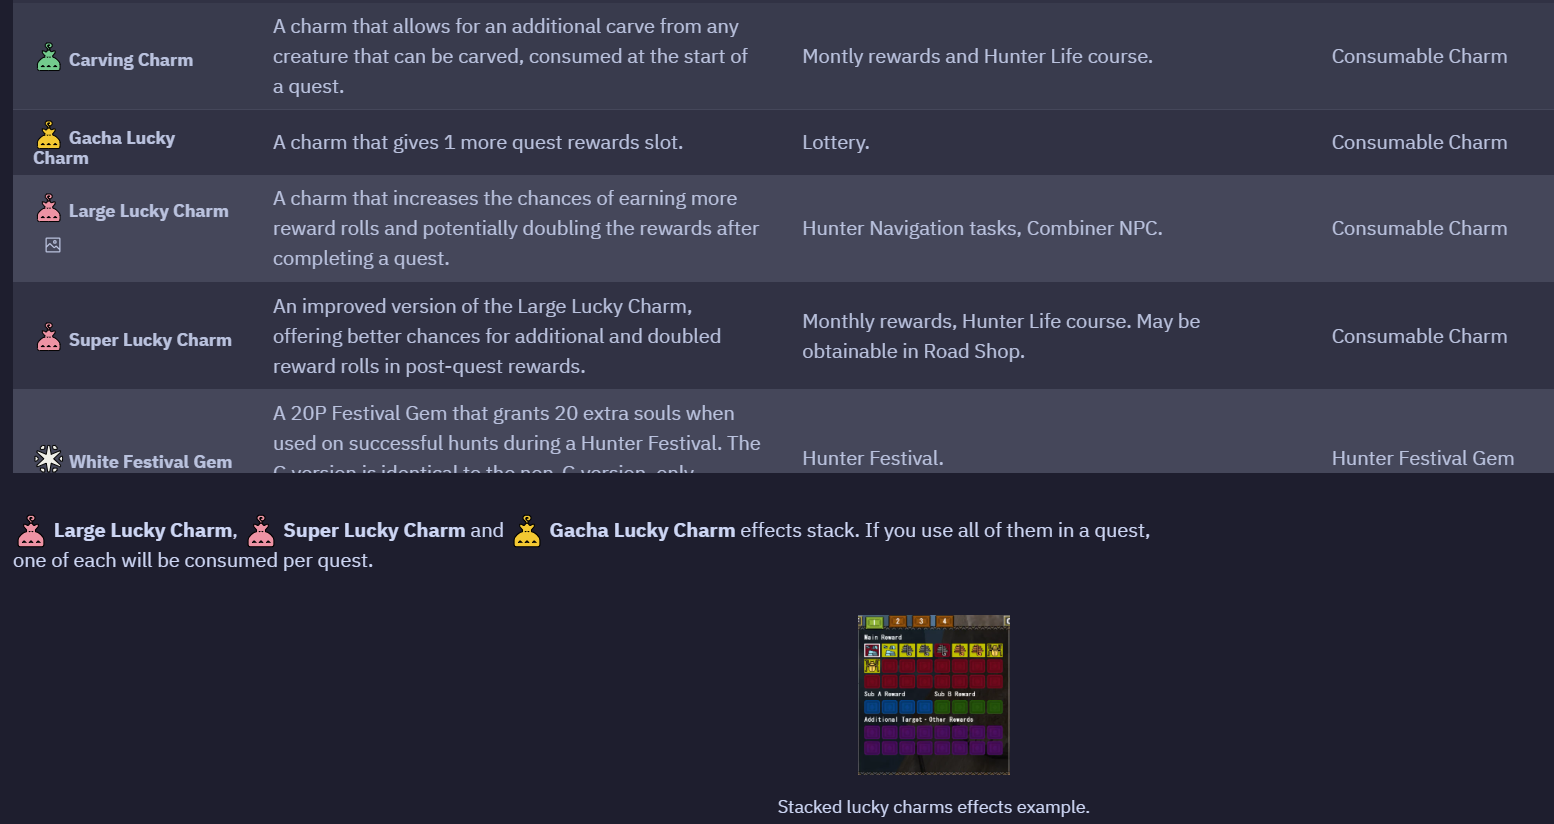 A charm that allows for an additional carve from any
creature that can be carved, consumed at the start of
a quest.
Carving Charm
Montly rewards and Hunter Life course.
Consumable Charm
Gacha Lucky
Charm
A charm that gives 1 more quest rewards slot.
Lottery.
Consumable Charm
Large Lucky Charm
A charm that increases the chances of earning more
reward rolls and potentially doubling the rewards after
completing a quest.
Hunter Navigation tasks, Combiner NPC.
Consumable Charm
Super Lucky Charm
An improved version of the Large Lucky Charm,
offering better chances for additional and doubled
reward rolls in post-quest rewards.
Monthly rewards, Hunter Life course. May be
obtainable in Road Shop.
Consumable Charm
White Festival Gem
A 20P Festival Gem that grants 20 extra souls when
used on successful hunts during a Hunter Festival. The
G version is identical to the non-G version, only
Hunter Festival.
Hunter Festival Gem
Large Lucky Charm, Super Lucky Charm and Gacha Lucky Charm effects stack. If you use all of them in a quest,
one of each will be consumed per quest.
1 2 3 4
Main Reward
Sub A Reward Sub B Reward
Additional Target · Other Rewards
Stacked lucky charms effects example.